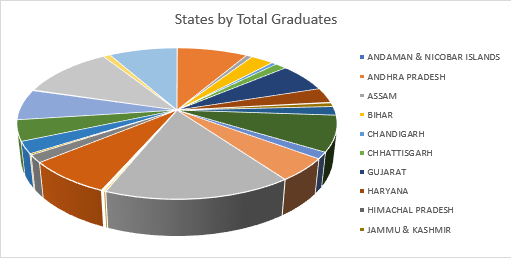 States by Total Graduates
ANDAMAN & NICOBAR ISLANDS
ANDHRA PRADESH
ASSAM
BIHAR
CHANDIGARH
CHHATTISGARH
GUJARAT
HARYANA
HIMACHAL PRADESH
JAMMU & KASHMIR